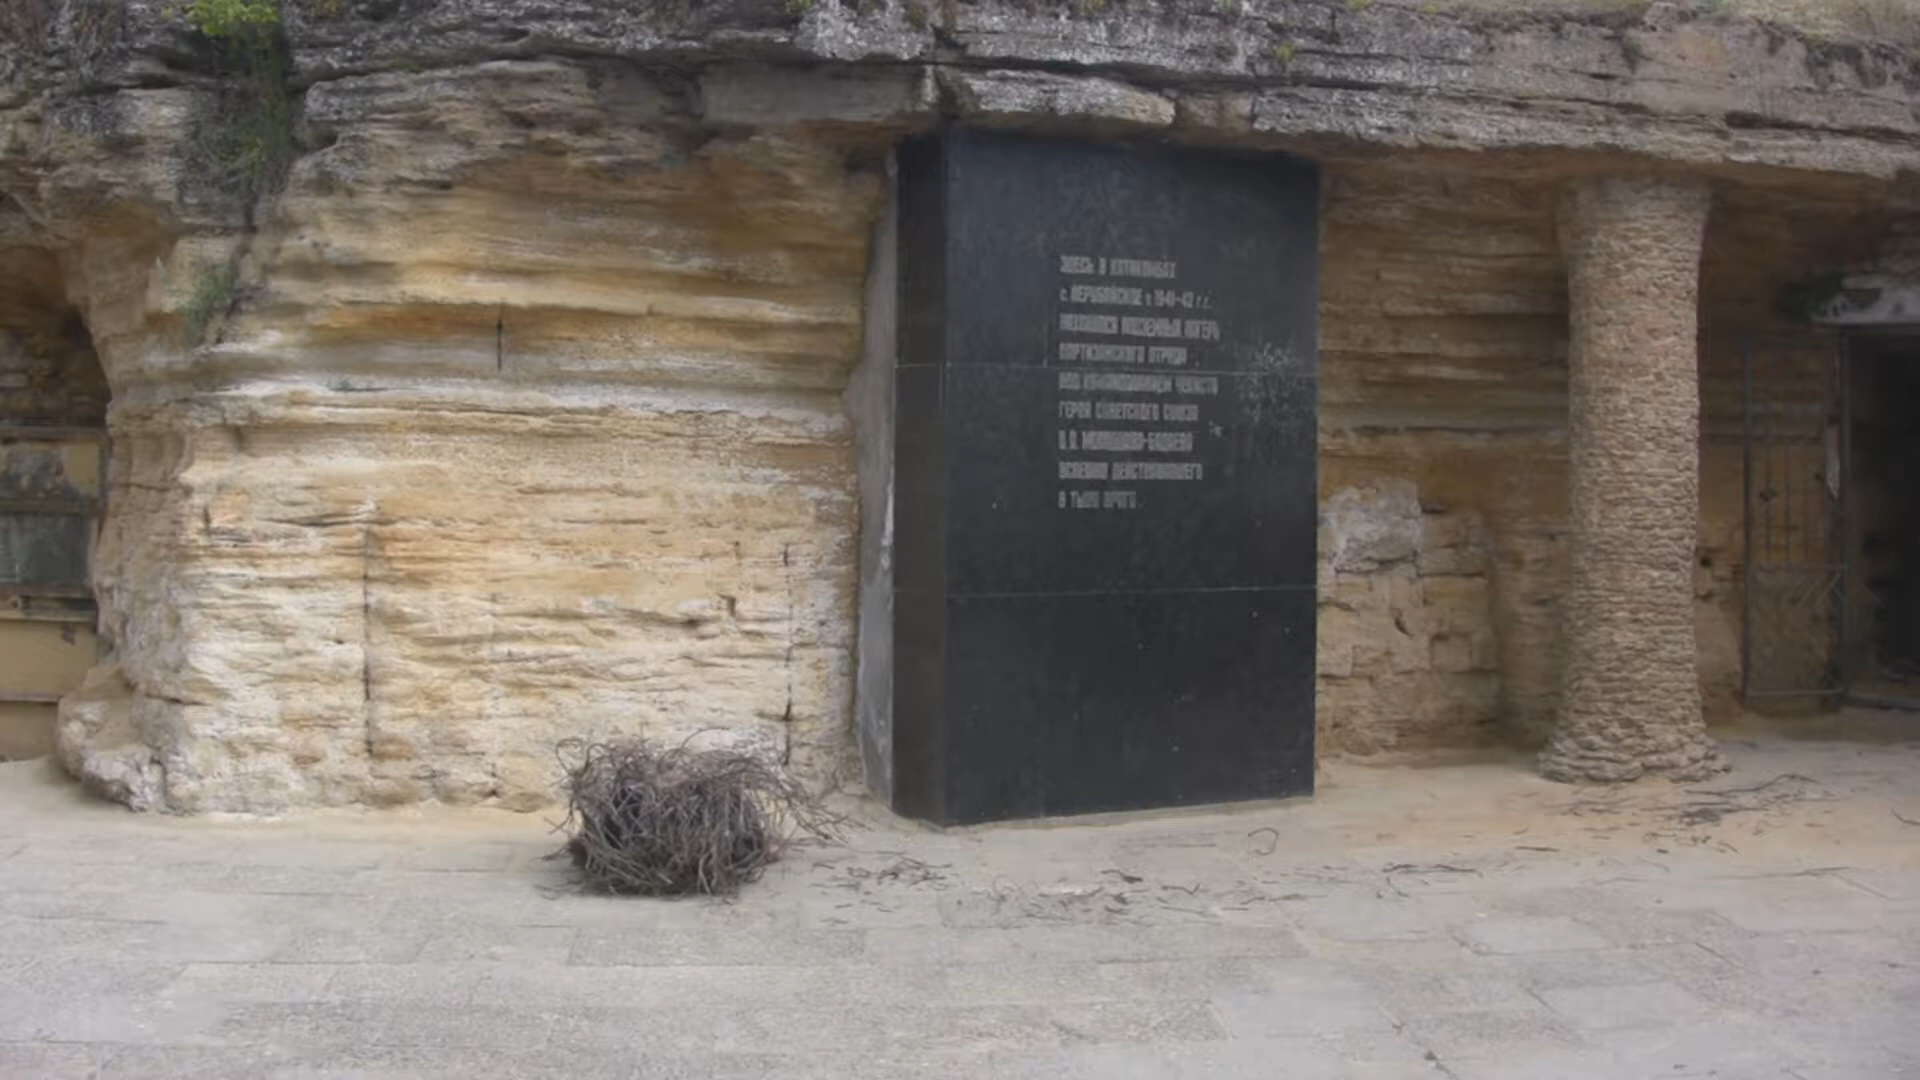 ЗДЕСЬ В КАТАКОМБАХ
с. НЕРУБАЙСКОЕ в 1941-42 г.г.
НАХОДИЛСЯ ПОДЗЕМНЫЙ ЛАГЕРЬ
ПАРТИЗАНСКОГО ОТРЯДА
ПОД КОМАНДОВАНИЕМ ЧЕКИСТА
ГЕРОЯ СОВЕТСКОГО СОЮЗА
В.А. МОЛОДЦОВА-БАДАЕВА
УСПЕШНО ДЕЙСТВОВАВШЕГО
В ТЫЛУ ВРАГА.